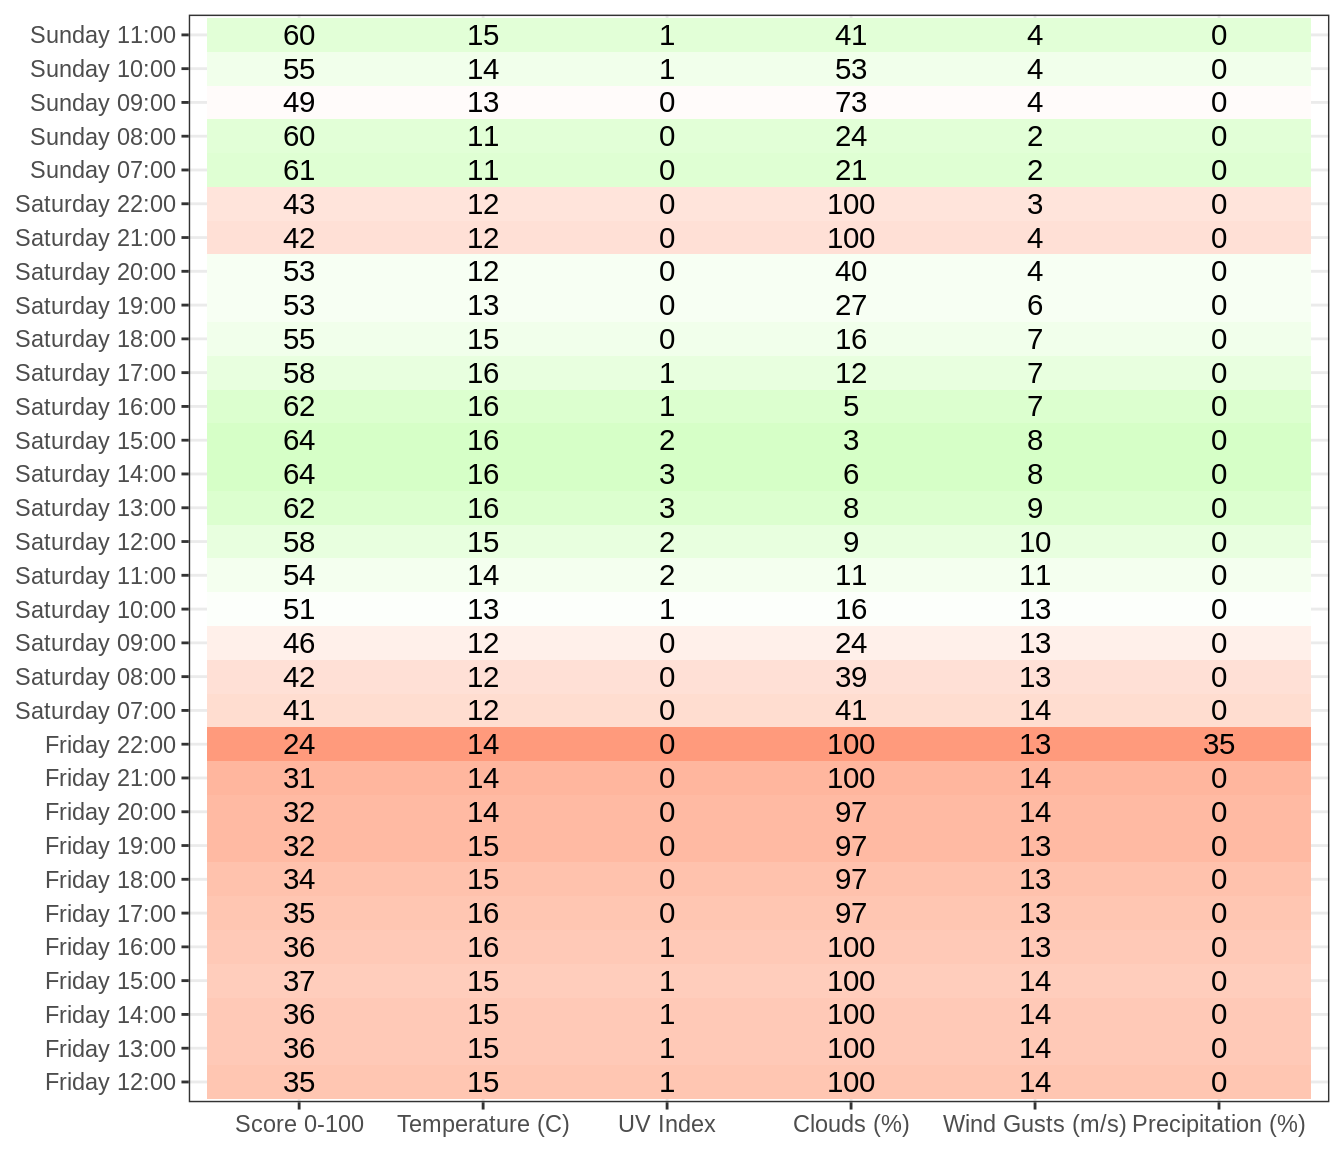 Sunday 11:00 60 15 1 41 4 0
Sunday 10:00 55 14 1 53 4 0
Sunday 09:00 49 13 0 73 4 0
Sunday 08:00 60 11 0 24 2 0
Sunday 07:00 61 11 0 21 2 0
Saturday 22:00 43 12 0 100 3 0
Saturday 21:00 42 12 0 100 4 0
Saturday 20:00 53 12 0 40 4 0
Saturday 19:00 53 13 0 27 6 0
Saturday 18:00 55 15 0 16 7 0
Saturday 17:00 58 16 1 12 7 0
Saturday 16:00 62 16 1 5 7 0
Saturday 15:00 64 16 2 3 8 0
Saturday 14:00 64 16 3 6 8 0
Saturday 13:00 62 16 3 8 9 0
Saturday 12:00 58 15 2 9 10 0
Saturday 11:00 54 14 2 11 11 0
Saturday 10:00 51 13 1 16 13 0
Saturday 09:00 46 12 0 24 13 0
Saturday 08:00 42 12 0 39 13 0
Saturday 07:00 41 12 0 41 14 0
Friday 22:00 24 14 0 100 13 35
Friday 21:00 31 14 0 100 14 0
Friday 20:00 32 14 0 97 14 0
Friday 19:00 32 15 0 97 13 0
Friday 18:00 34 15 0 97 13 0
Friday 17:00 35 16 0 97 13 0
Friday 16:00 36 16 1 100 13 0
Friday 15:00 37 15 1 100 14 0
Friday 14:00 36 15 1 100 14 0
Friday 13:00 36 15 1 100 14 0
Friday 12:00 35 15 1 100 14 0
Score 0-100 Temperature (C) UV Index Clouds (%) Wind Gusts (m/s) Precipitation (%)